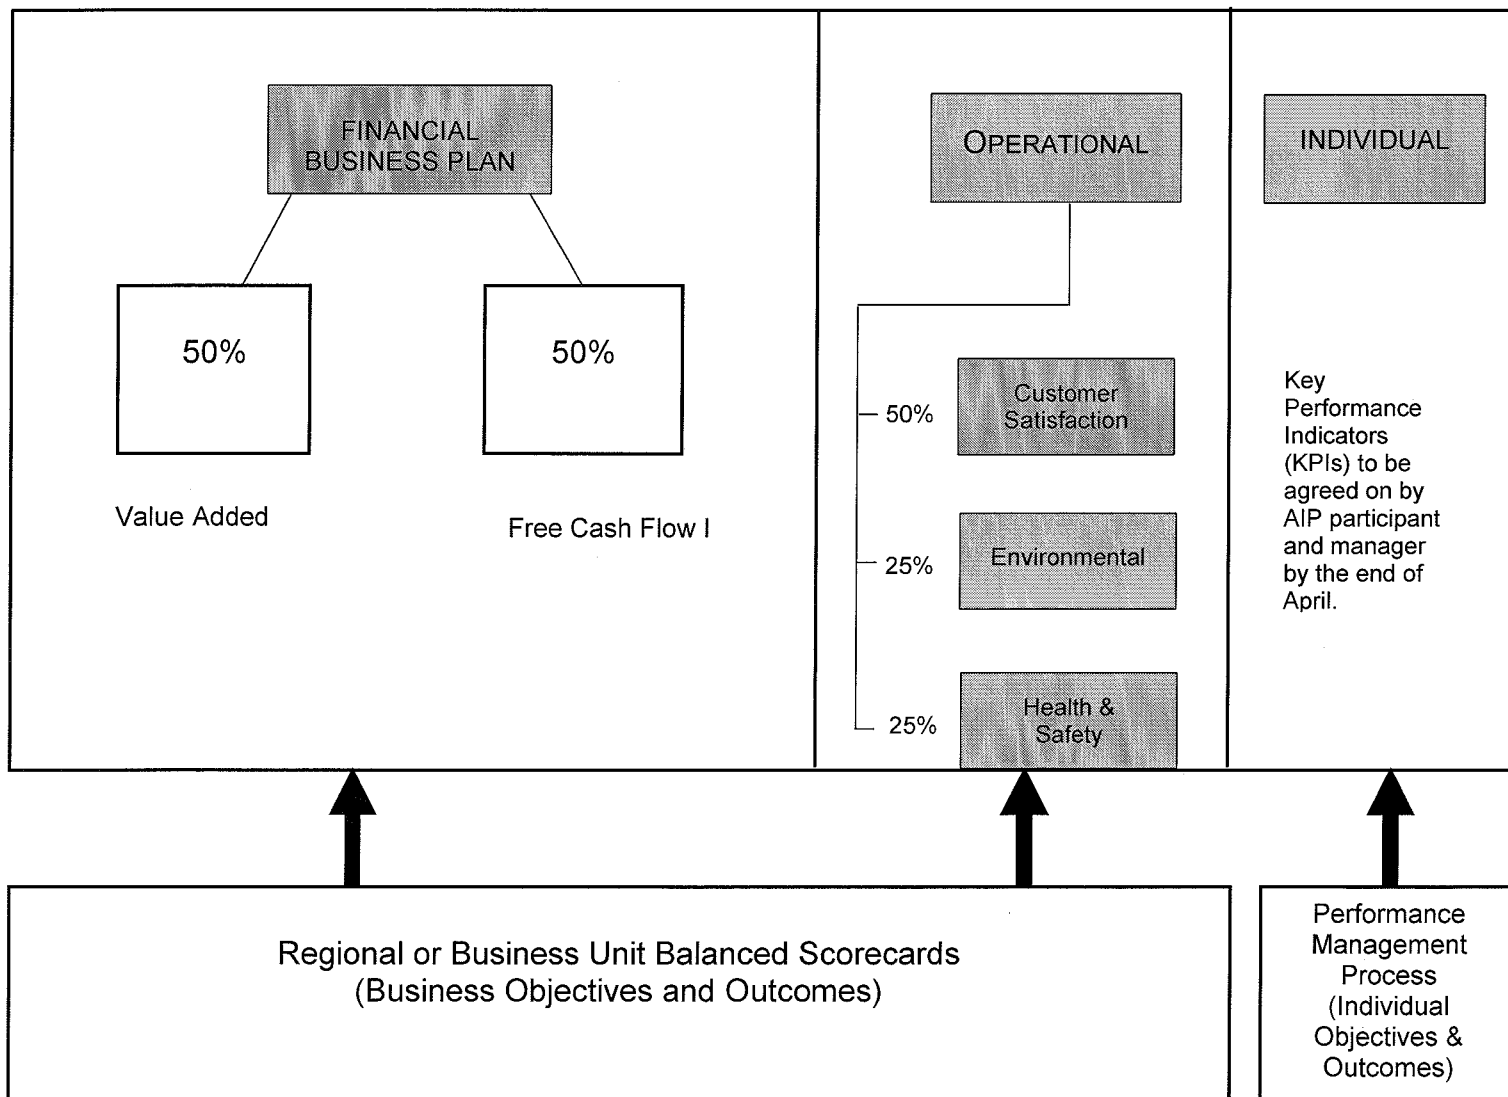 FINANCIAL
BUSINESS PLAN
50%
50%
Value Added
Free Cash Flow I
OPERATIONAL
50%
Customer
Satisfaction
25%
Environmental
25%
Health &
Safety
INDIVIDUAL
Key
Performance
Indicators
(KPIs) to be
agreed on by
AIP participant
and manager
by the end of
April.
Regional or Business Unit Balanced Scorecards
(Business Objectives and Outcomes)
Performance
Management
Process
(Individual
Objectives &
Outcomes)